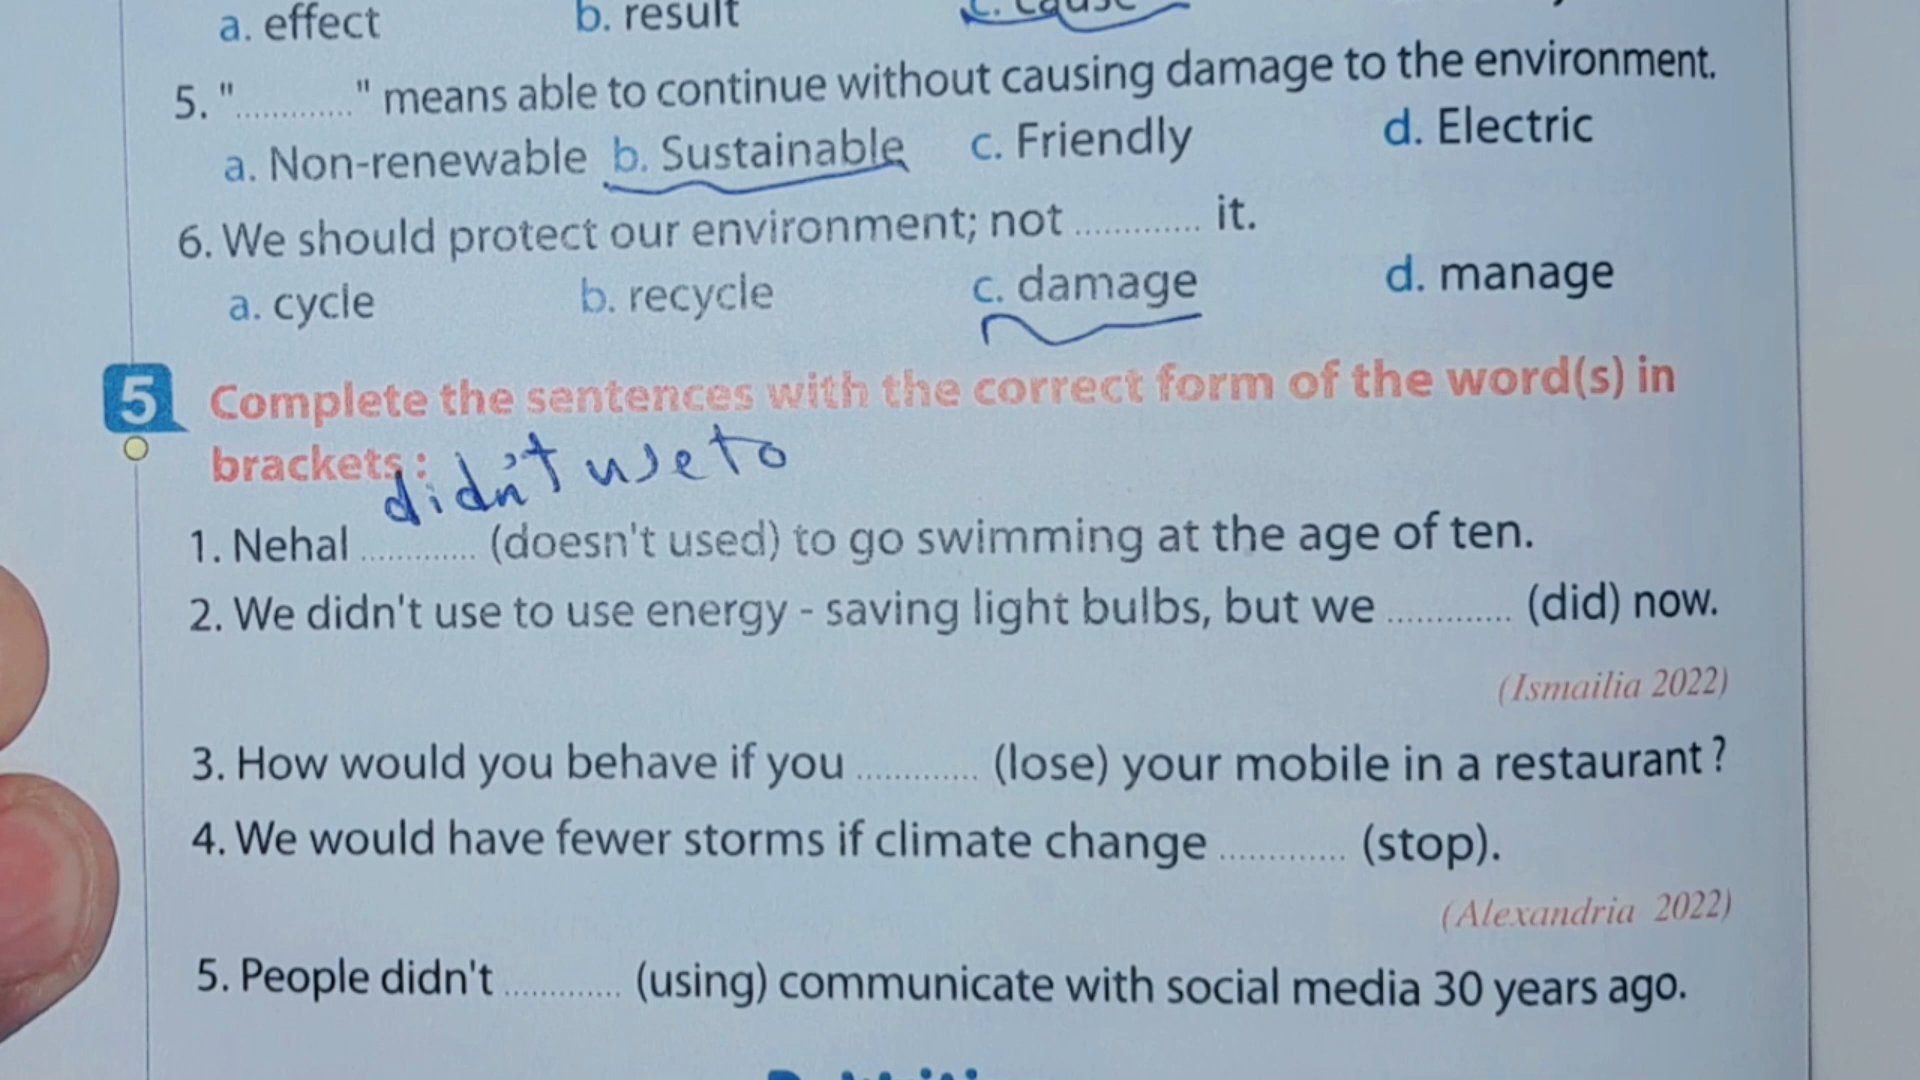 a. effect b. result c. cause
5. "............" means able to continue without causing damage to the environment.
a. Non-renewable b. Sustainable c. Friendly d. Electric
6. We should protect our environment; not ............ it.
a. cycle b. recycle c. damage d. manage
5 Complete the sentences with the correct form of the word(s) in
brackets :
didn't use to
1. Nehal ............ (doesn't used) to go swimming at the age of ten.
2. We didn't use to use energy - saving light bulbs, but we ............ (did) now.
(Ismailia 2022)
3. How would you behave if you ............ (lose) your mobile in a restaurant ?
4. We would have fewer storms if climate change ............ (stop).
(Alexandria 2022)
5. People didn't ............ (using) communicate with social media 30 years ago.